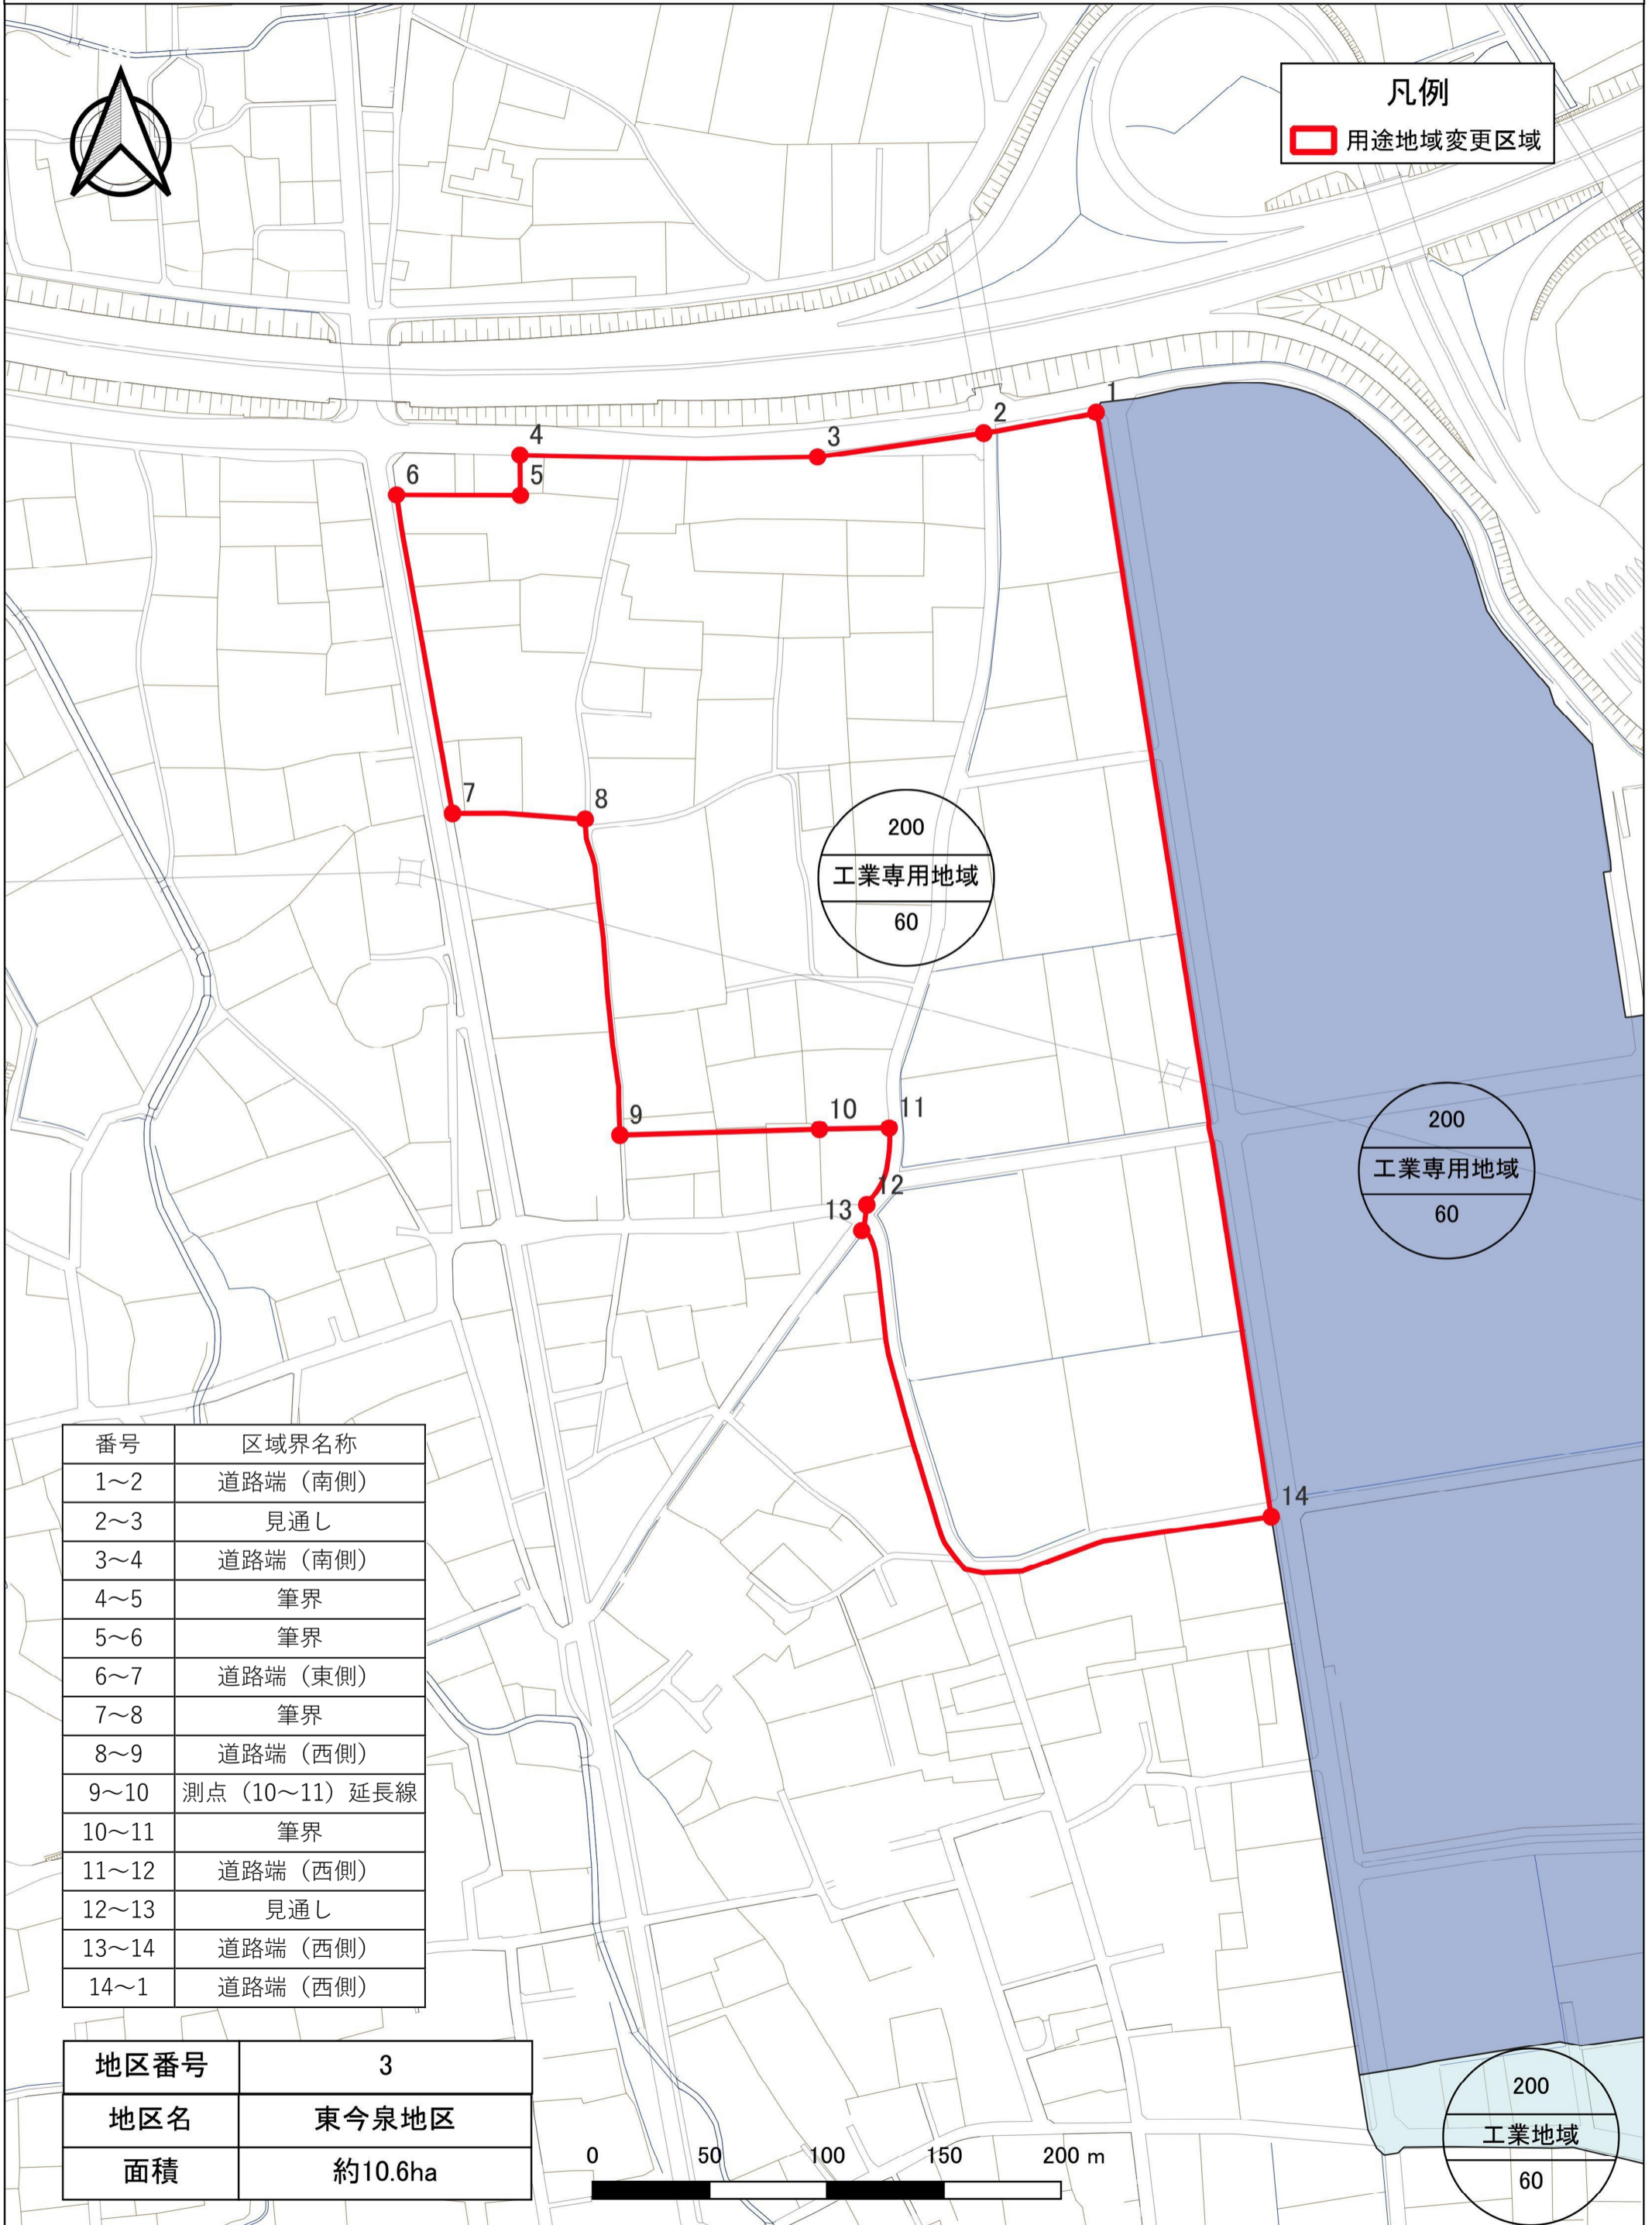 凡例
用途地域変更区域
1
2
3
4
5
6
7
8
9
10
11
12
13
14
200
工業専用地域
60
200
工業専用地域
60
200
工業地域
60
番号 区域界名称
1～2 道路端（南側）
2～3 見通し
3～4 道路端（南側）
4～5 筆界
5～6 筆界
6～7 道路端（東側）
7～8 筆界
8～9 道路端（西側）
9～10 測点（10～11）延長線
10～11 筆界
11～12 道路端（西側）
12～13 見通し
13～14 道路端（西側）
14～1 道路端（西側）
地区番号 3
地区名 東今泉地区
面積 約10.6ha
0 50 100 150 200 m